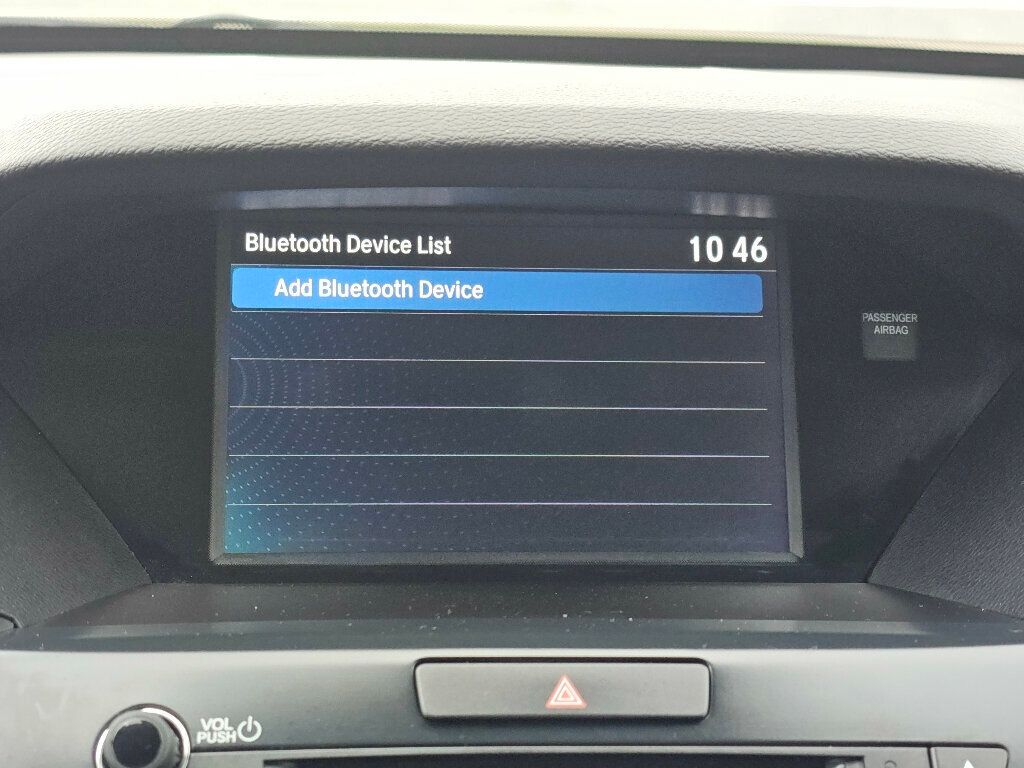 Bluetooth Device List
10 46
Add Bluetooth Device
PASSENGER
AIRBAG
VOL
PUSH